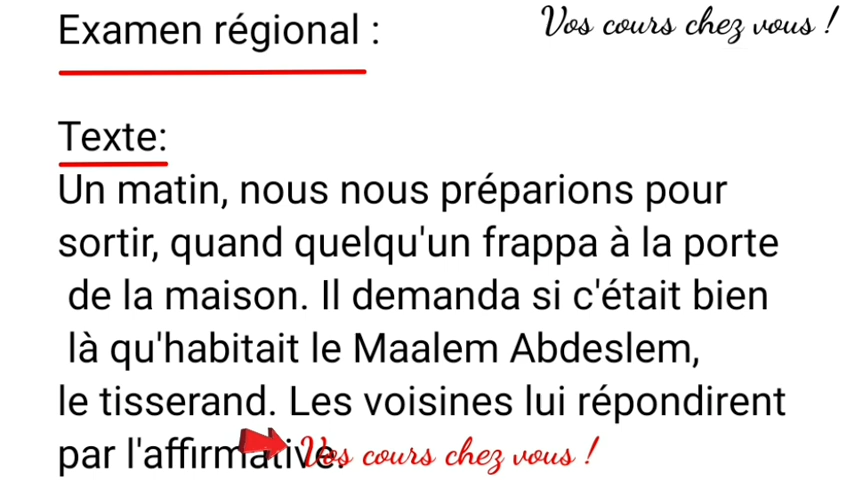 Examen régional :
Vos cours chez vous !
Texte:
Un matin, nous nous préparions pour
sortir, quand quelqu'un frappa à la porte
de la maison. Il demanda si c'était bien
là qu'habitait le Maalem Abdeslem,
le tisserand. Les voisines lui répondirent
par l'affirmative.
Vos cours chez vous !